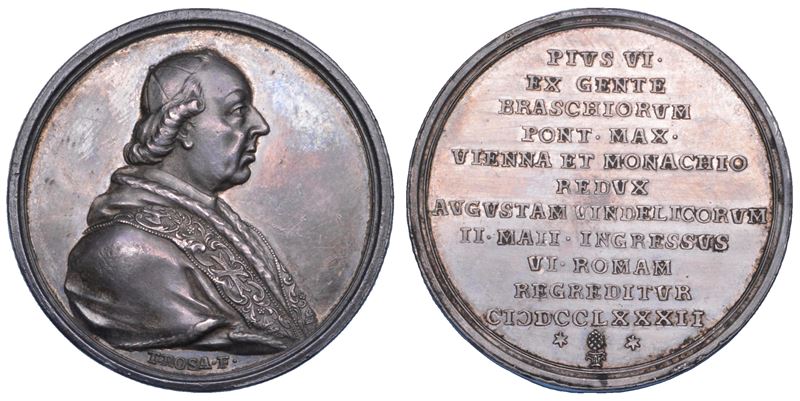 I·ROSA·F·
PIVS VI·
EX GENTE
BRASCHIORVM
PONT· MAX·
VIENNA ET MONACHIO
REDVX
AVGVSTAM VINDELICORVM
II· MAII· INGRESSUS
VI· ROMAM
REGREDITVR
CIƆDCCLXXXII